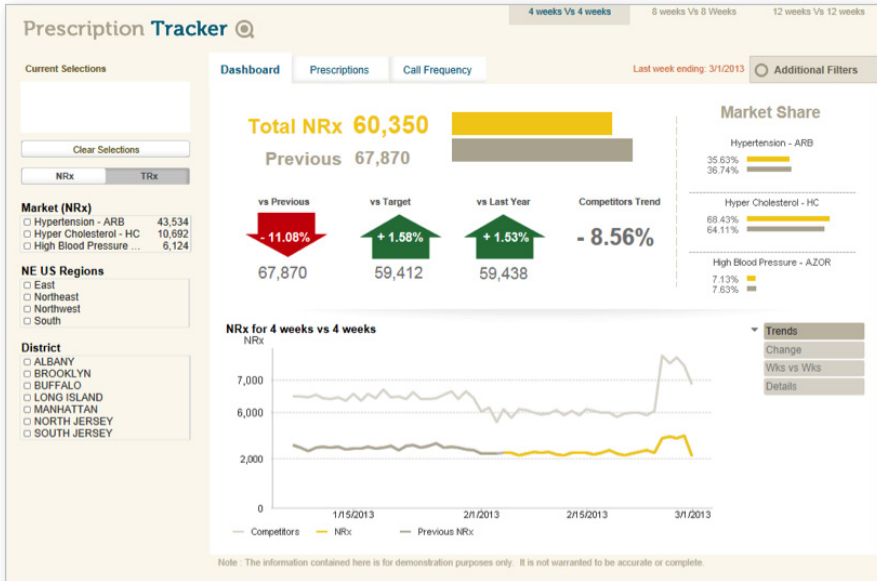 4 weeks Vs 4 weeks 8 weeks Vs 8 Weeks 12 weeks Vs 12 weeks
Prescription Tracker
Current Selections
Dashboard Prescriptions Call Frequency
Last week ending: 3/1/2013 Additional Filters
Clear Selections
NRx TRx
Market (NRx)
Hypertension - ARB 43,534
Hyper Cholesterol - HC 10,692
High Blood Pressure ... 6,124
NE US Regions
East
Northeast
Northwest
South
District
ALBANY
BROOKLYN
BUFFALO
LONG ISLAND
MANHATTAN
NORTH JERSEY
SOUTH JERSEY
Total NRx 60,350
Previous 67,870
vs Previous vs Target vs Last Year Competitors Trend
- 11.08% + 1.58% + 1.53% - 8.56%
67,870 59,412 59,438
Market Share
Hypertension - ARB
35.63%
36.74%
Hyper Cholesterol - HC
68.43%
64.11%
High Blood Pressure - AZOR
7.13%
7.63%
NRx for 4 weeks vs 4 weeks
NRx
7,000
6,000
2,000
0
1/15/2013 2/1/2013 2/15/2013 3/1/2013
Competitors NRx Previous NRx
Trends
Change
Wks vs Wks
Details
Note : The information contained here is for demonstration purposes only. It is not warranted to be accurate or complete.